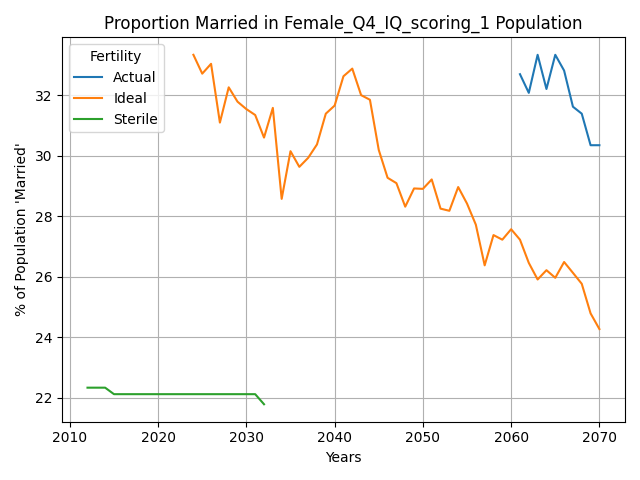 Proportion Married in Female_Q4_IQ_scoring_1 Population
% of Population 'Married'
Fertility
Actual
Ideal
Sterile
32
30
28
26
24
22
2010 2020 2030 2040 2050 2060 2070
Years